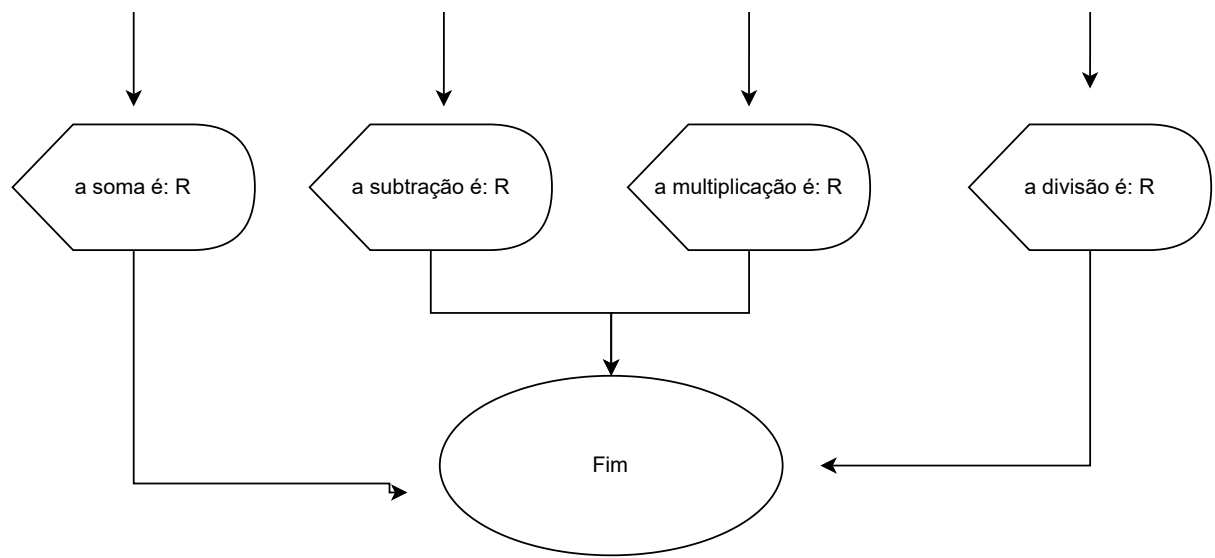 a soma é: R
a subtração é: R
a multiplicação é: R
a divisão é: R
Fim